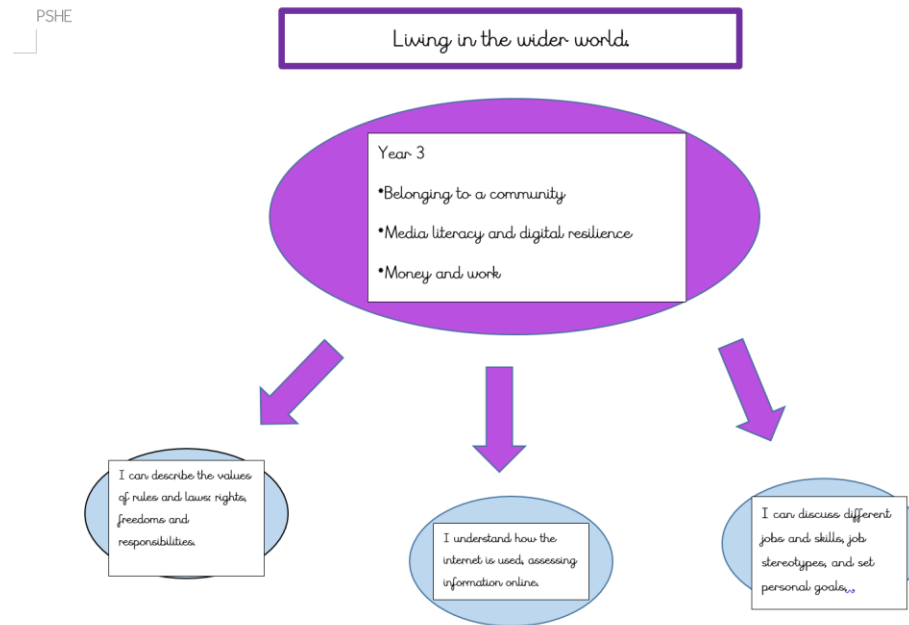 PSHE
Living in the wider world.
Year 3
•Belonging to a community
•Media literacy and digital resilience
•Money and work
I can describe the values
of rules and laws; rights,
freedoms and
responsibilities.
I understand how the
internet is used, assessing
information online.
I can discuss different
jobs and skills, job
stereotypes, and set
personal goals.